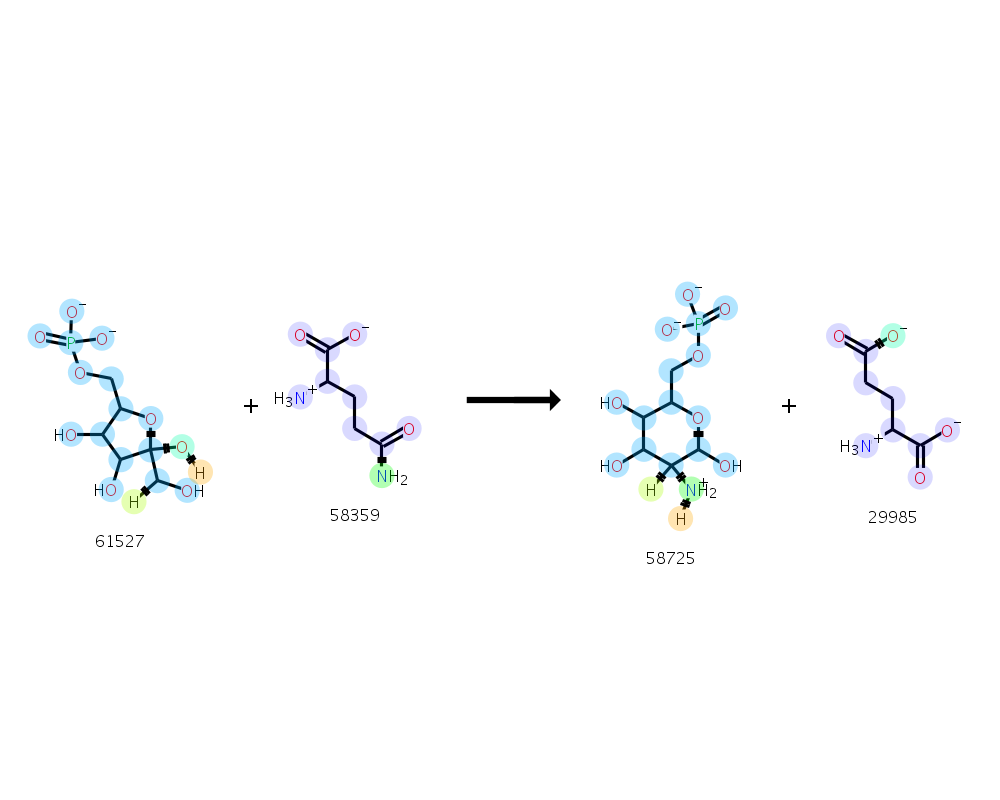 O⁻ O P O⁻
O
O
HO O
HO OH
H H
61527
+
O O⁻
H₃N⁺
O
NH₂
58359
O⁻ O
O⁻ P
O
HO O
HO OH
H NH₂⁺
H
58725
+
O O⁻
H₃N⁺ O⁻
O
29985